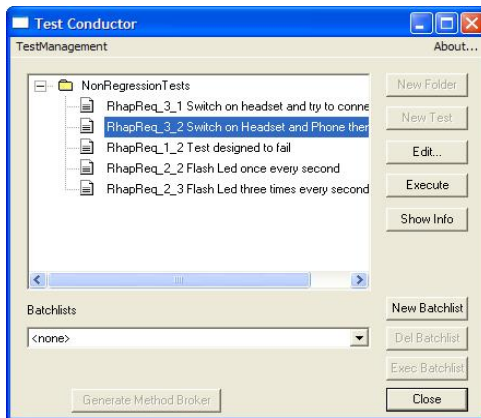 Test Conductor
TestManagement About...
NonRegressionTests
RhapReq_3_1 Switch on headset and try to conne
RhapReq_3_2 Switch on Headset and Phone ther
RhapReq_1_2 Test designed to fail
RhapReq_2_2 Flash Led once every second
RhapReq_2_3 Flash Led three times every second
New Folder
New Test
Edit...
Execute
Show Info
Batchlists
<none>
New Batchlist
Del Batchlist
Exec Batchlist
Generate Method Broker
Close